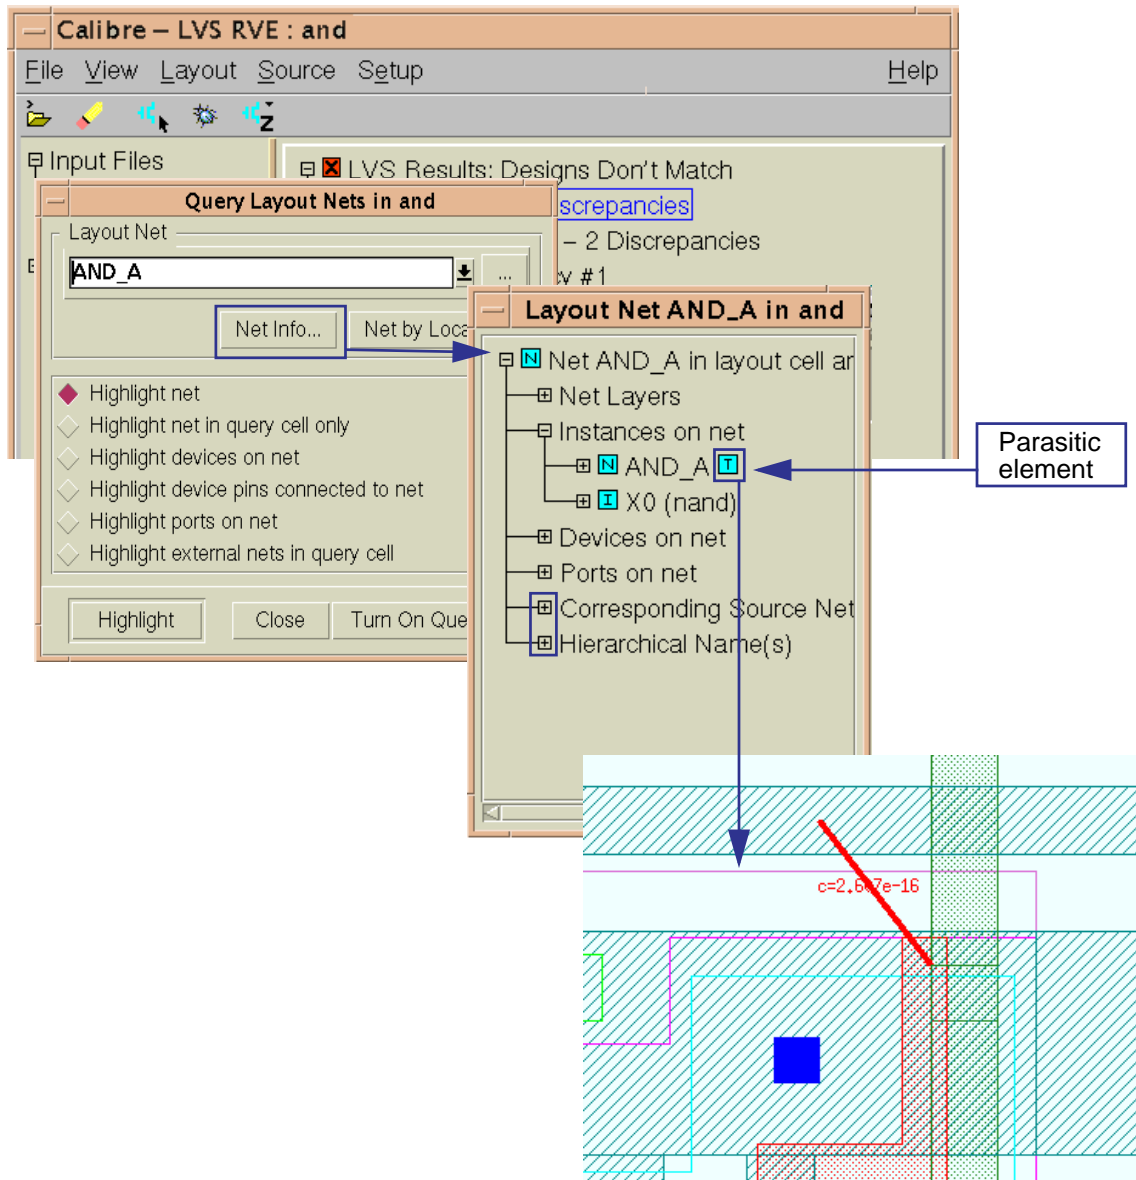 Calibre – LVS RVE : and
File View Layout Source Setup Help
Input Files
LVS Results: Designs Don't Match
screpancies
– 2 Discrepancies
#1
Query Layout Nets in and
Layout Net
AND_A
...
Net Info...
Net by Loca
Highlight net
Highlight net in query cell only
Highlight devices on net
Highlight device pins connected to net
Highlight ports on net
Highlight external nets in query cell
Highlight
Close
Turn On Que
Layout Net AND_A in and
N Net AND_A in layout cell an
Net Layers
Instances on net
N AND_A T
I X0 (nand)
Devices on net
Ports on net
Corresponding Source Net
Hierarchical Name(s)
Parasitic
element